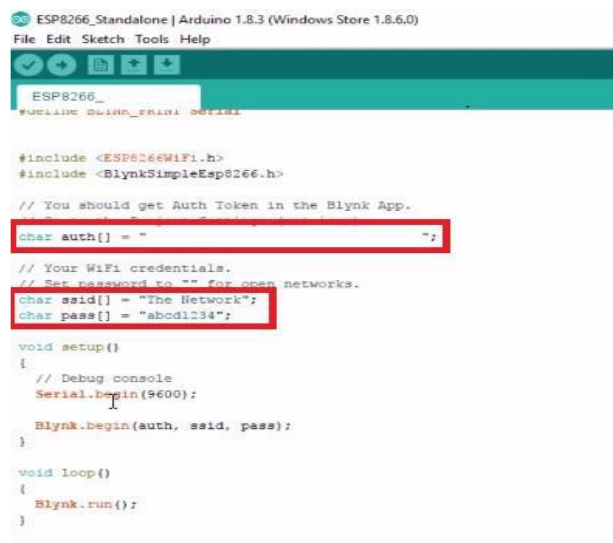 ESP8266_Standalone | Arduino 1.8.3 (Windows Store 1.8.6.0)
File Edit Sketch Tools Help
ESP8266_
#define BLYNK_PRINT Serial
#include <ESP8266WiFi.h>
#include <BlynkSimpleEsp8266.h>
// You should get Auth Token in the Blynk App.
char auth[] = " ";
// Your WiFi credentials.
// Set password to "" for open networks.
char ssid[] = "The Network";
char pass[] = "abcd1234";
void setup()
{
// Debug console
Serial.begin(9600);
Blynk.begin(auth, ssid, pass);
}
void loop()
{
Blynk.run();
}